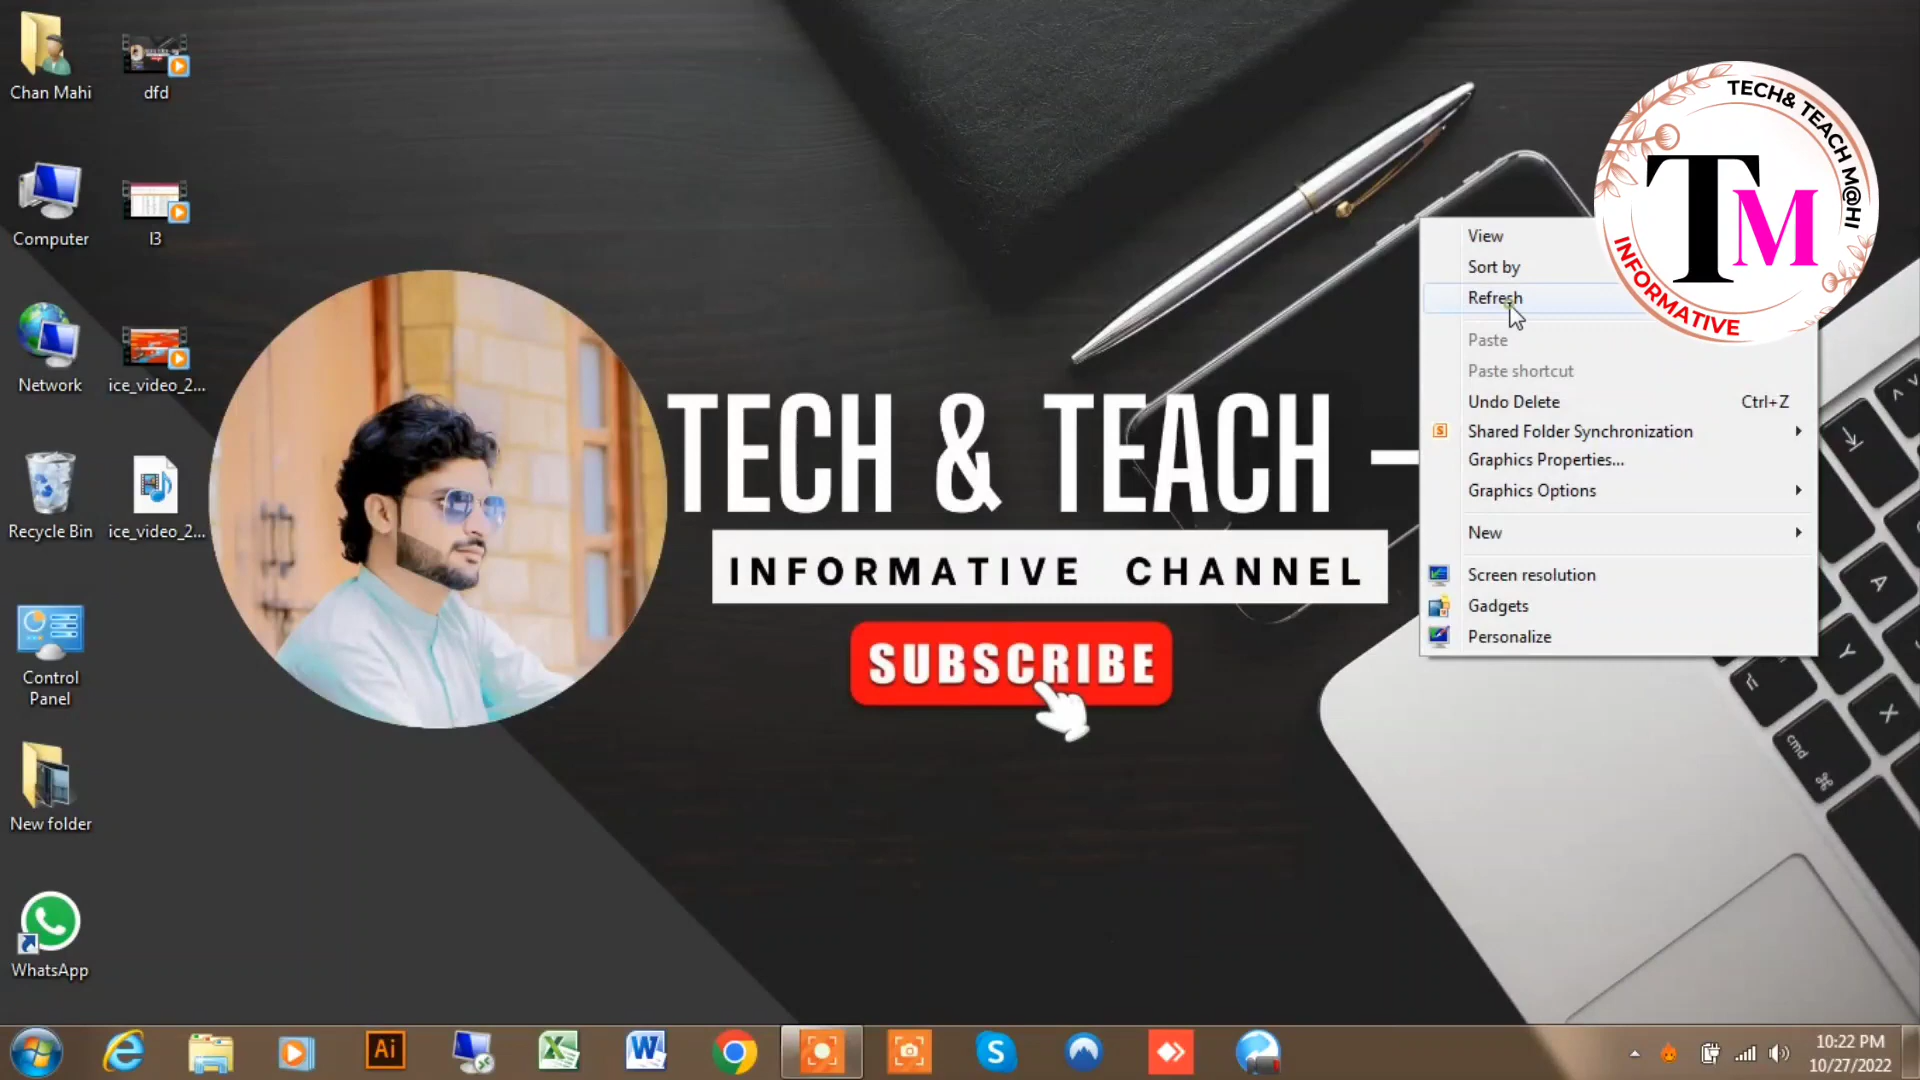 Chan Mahi
dfd
Computer
l3
Network
ice_video_2...
Recycle Bin
ice_video_2...
Control
Panel
New folder
WhatsApp
TECH & TEACH –
INFORMATIVE CHANNEL
SUBSCRIBE
TECH& TEACH M@HI
TM
INFORMATIVE
View
Sort by
Refresh
Paste
Paste shortcut
Undo Delete Ctrl+Z
S Shared Folder Synchronization
Graphics Properties...
Graphics Options
New
Screen resolution
Gadgets
Personalize
A
Y
X
cmd
Ai
S
10:22 PM
10/27/2022